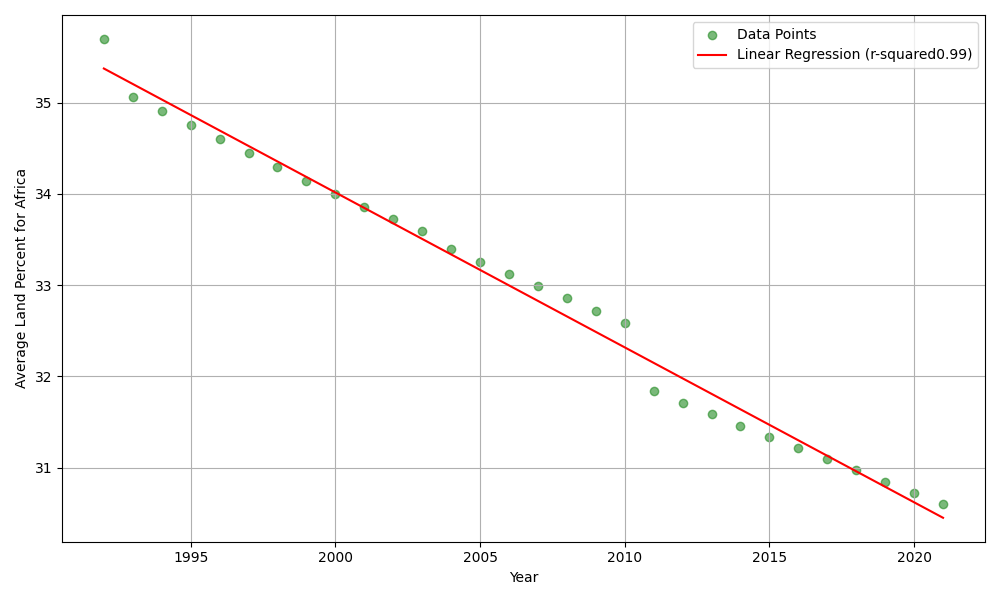 Data Points
Linear Regression (r-squared0.99)
35
34
33
32
31
Average Land Percent for Africa
1995
2000
2005
2010
2015
2020
Year